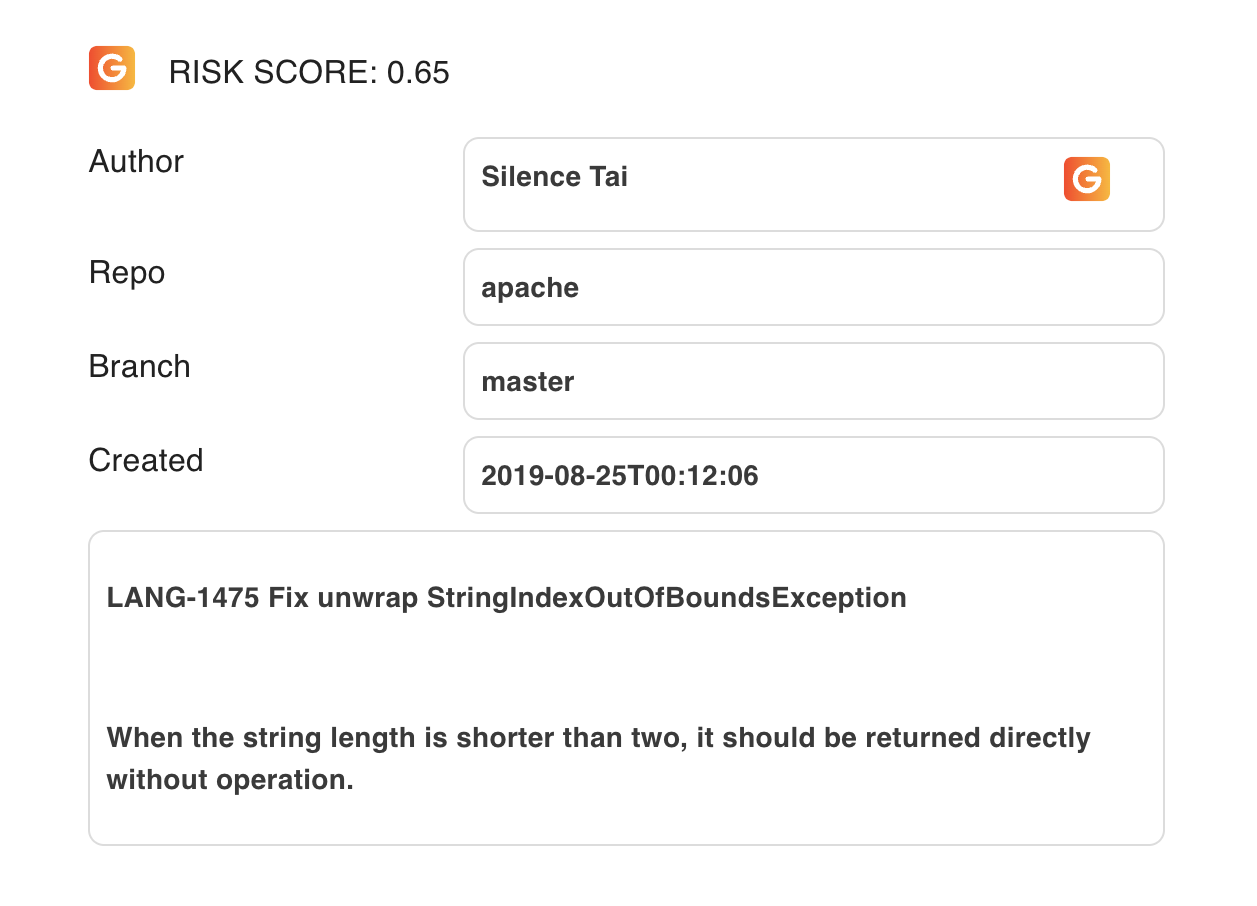 G RISK SCORE: 0.65
Author Silence Tai G
Repo apache
Branch master
Created 2019-08-25T00:12:06
LANG-1475 Fix unwrap StringIndexOutOfBoundsException
When the string length is shorter than two, it should be returned directly
without operation.